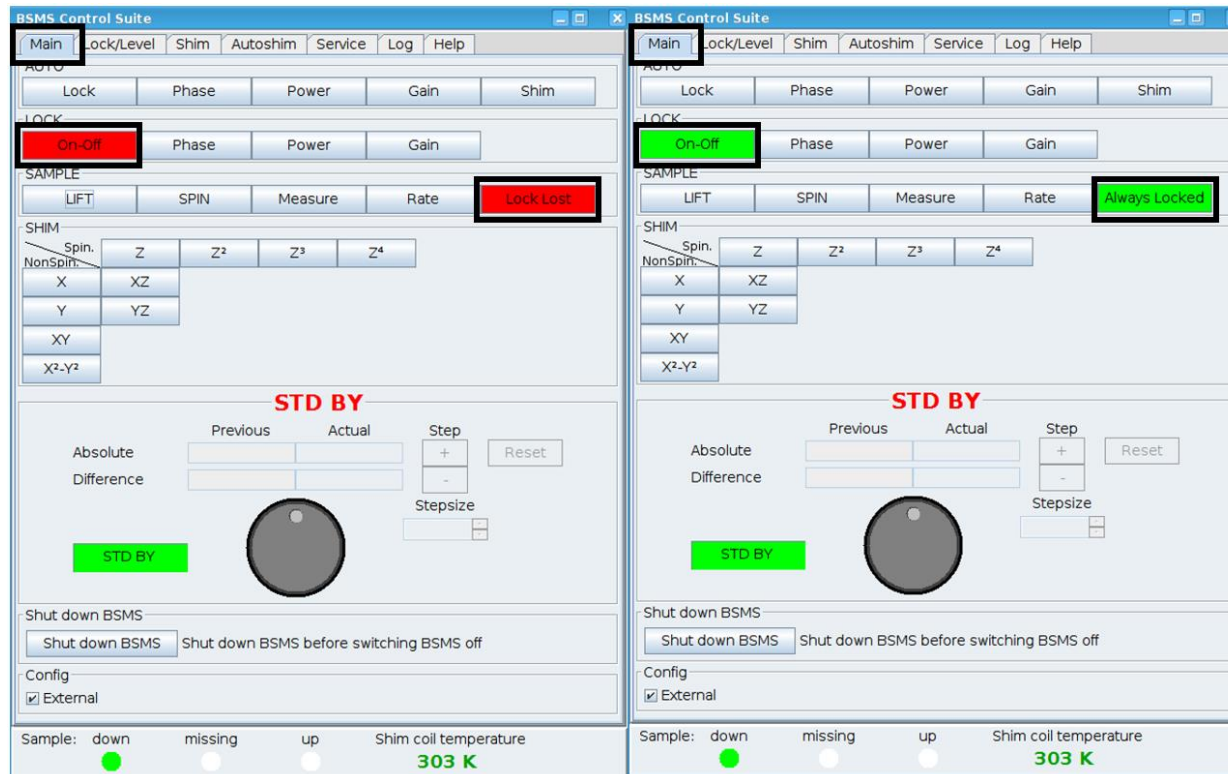 BSMS Control Suite
Main Lock/Level Shim Autoshim Service Log Help
AUTO
Lock Phase Power Gain Shim
LOCK
On-Off Phase Power Gain
SAMPLE
LIFT SPIN Measure Rate Lock Lost
SHIM
Spin.
NonSpin.
Z Z² Z³ Z⁴
X XZ
Y YZ
XY
X²-Y²
STD BY
Previous Actual Step
Absolute + Reset
Difference -
Stepsize
STD BY
Shut down BSMS
Shut down BSMS Shut down BSMS before switching BSMS off
Config
External
Sample: down missing up Shim coil temperature
303 K
BSMS Control Suite
Main Lock/Level Shim Autoshim Service Log Help
AUTO
Lock Phase Power Gain Shim
LOCK
On-Off Phase Power Gain
SAMPLE
LIFT SPIN Measure Rate Always Locked
SHIM
Spin.
NonSpin.
Z Z² Z³ Z⁴
X XZ
Y YZ
XY
X²-Y²
STD BY
Previous Actual Step
Absolute + Reset
Difference -
Stepsize
STD BY
Shut down BSMS
Shut down BSMS Shut down BSMS before switching BSMS off
Config
External
Sample: down missing up Shim coil temperature
303 K